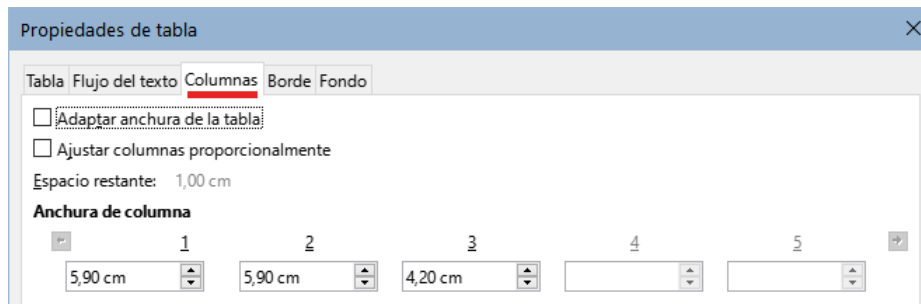 Propiedades de tabla
Tabla Flujo del texto Columnas Borde Fondo
Adaptar anchura de la tabla
Ajustar columnas proporcionalmente
Espacio restante: 1,00 cm
Anchura de columna
1 2 3 4 5
5,90 cm 5,90 cm 4,20 cm